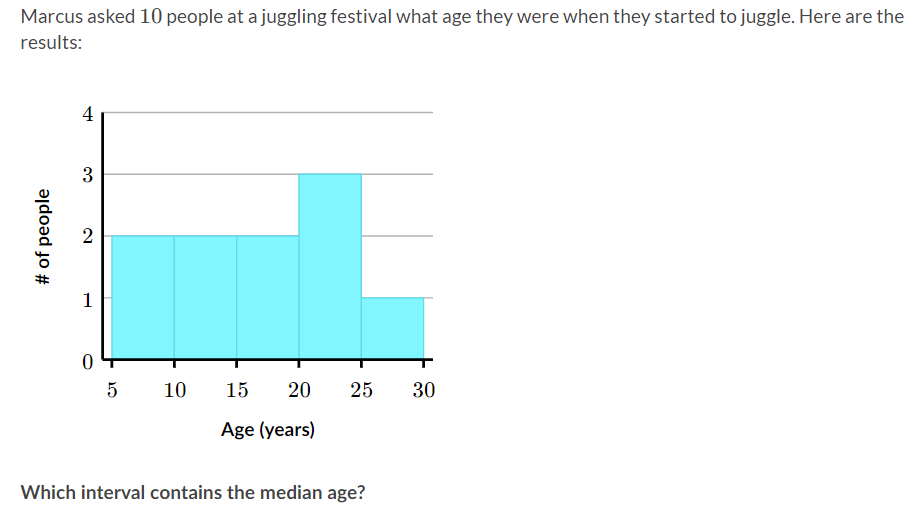 Marcus asked 10 people at a juggling festival what age they were when they started to juggle. Here are the
results:
4
3
2
1
0
# of people
5 10 15 20 25 30
Age (years)
Which interval contains the median age?